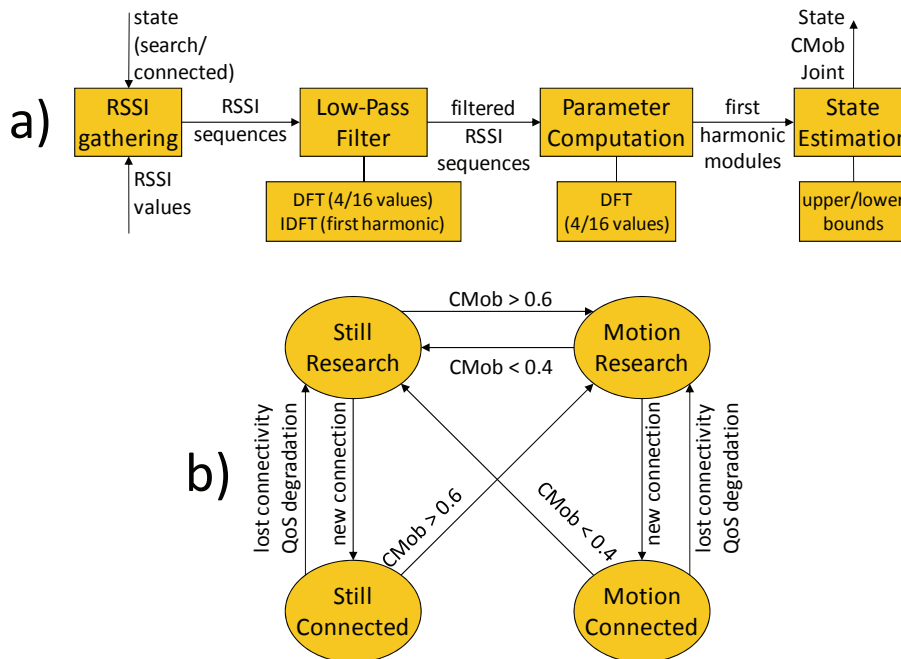 a)
state
(search/
connected)
RSSI
gathering
RSSI
values
RSSI
sequences
Low-Pass
Filter
DFT (4/16 values)
IDFT (first harmonic)
filtered
RSSI
sequences
Parameter
Computation
DFT
(4/16 values)
first
harmonic
modules
State
CMob
Joint
State
Estimation
upper/lower
bounds
b)
CMob > 0.6
Still
Research
Motion
Research
CMob < 0.4
lost connectivity
QoS degradation
new connection
CMob > 0.6
CMob < 0.4
new connection
lost connectivity
QoS degradation
Still
Connected
Motion
Connected